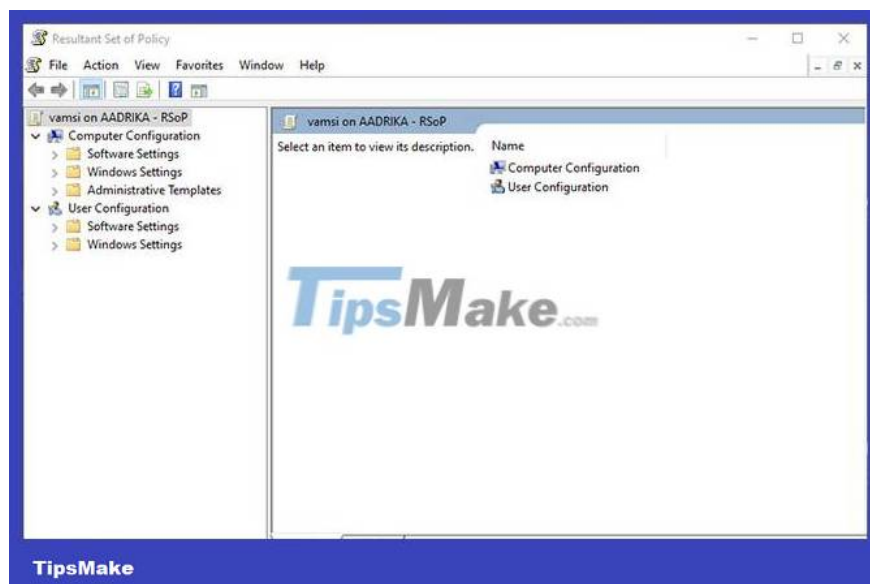 Resultant Set of Policy
File Action View Favorites Window Help
vamsi on AADRIKA - RSoP
Computer Configuration
Software Settings
Windows Settings
Administrative Templates
User Configuration
Software Settings
Windows Settings
vamsi on AADRIKA - RSoP
Select an item to view its description.
Name
Computer Configuration
User Configuration
TipsMake.com
TipsMake